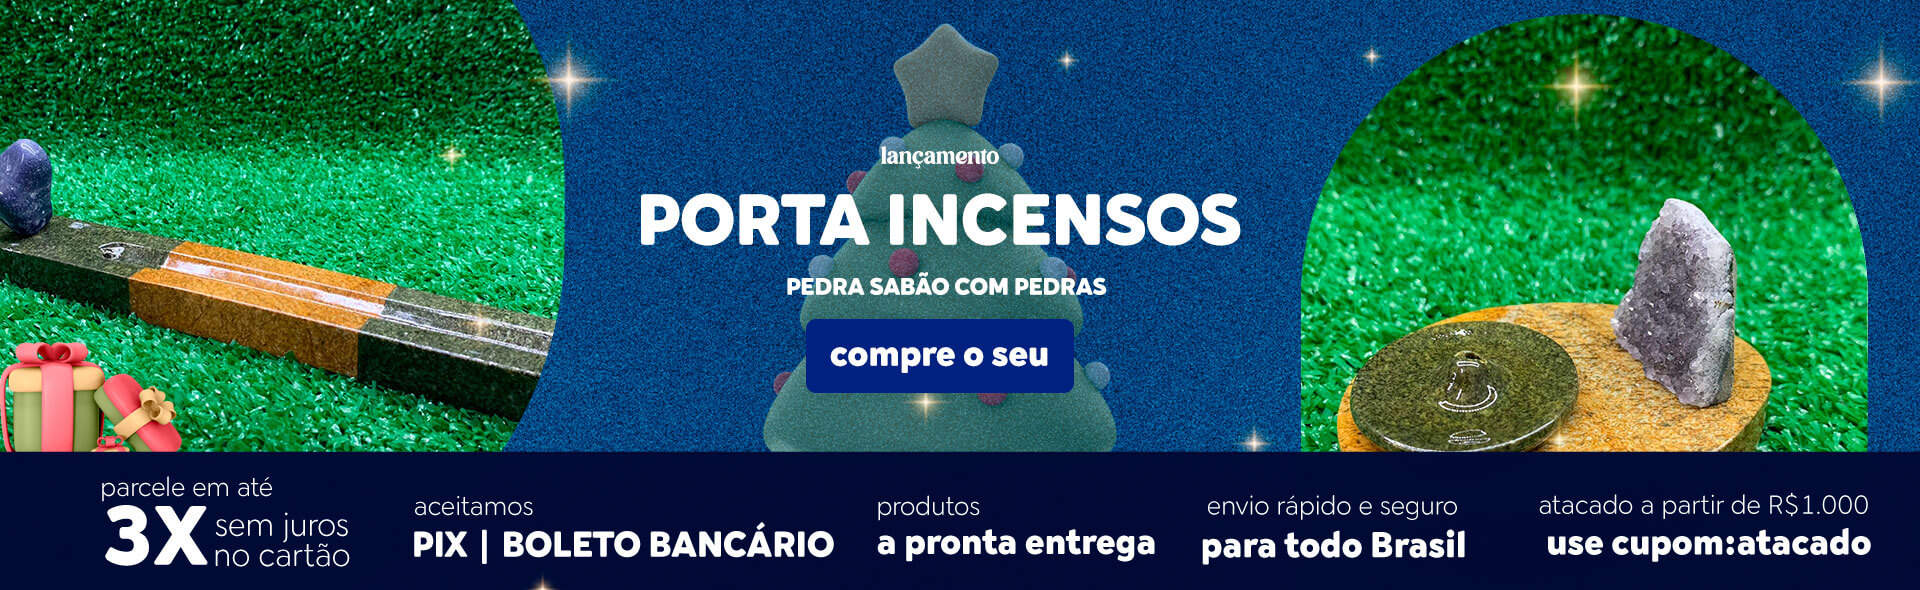 lançamento
PORTA INCENSOS
PEDRA SABÃO COM PEDRAS
compre o seu
parcele em até
3X sem juros
no cartão
aceitamos
PIX | BOLETO BANCÁRIO
produtos
a pronta entrega
envio rápido e seguro
para todo Brasil
atacado a partir de R$1.000
use cupom:atacado